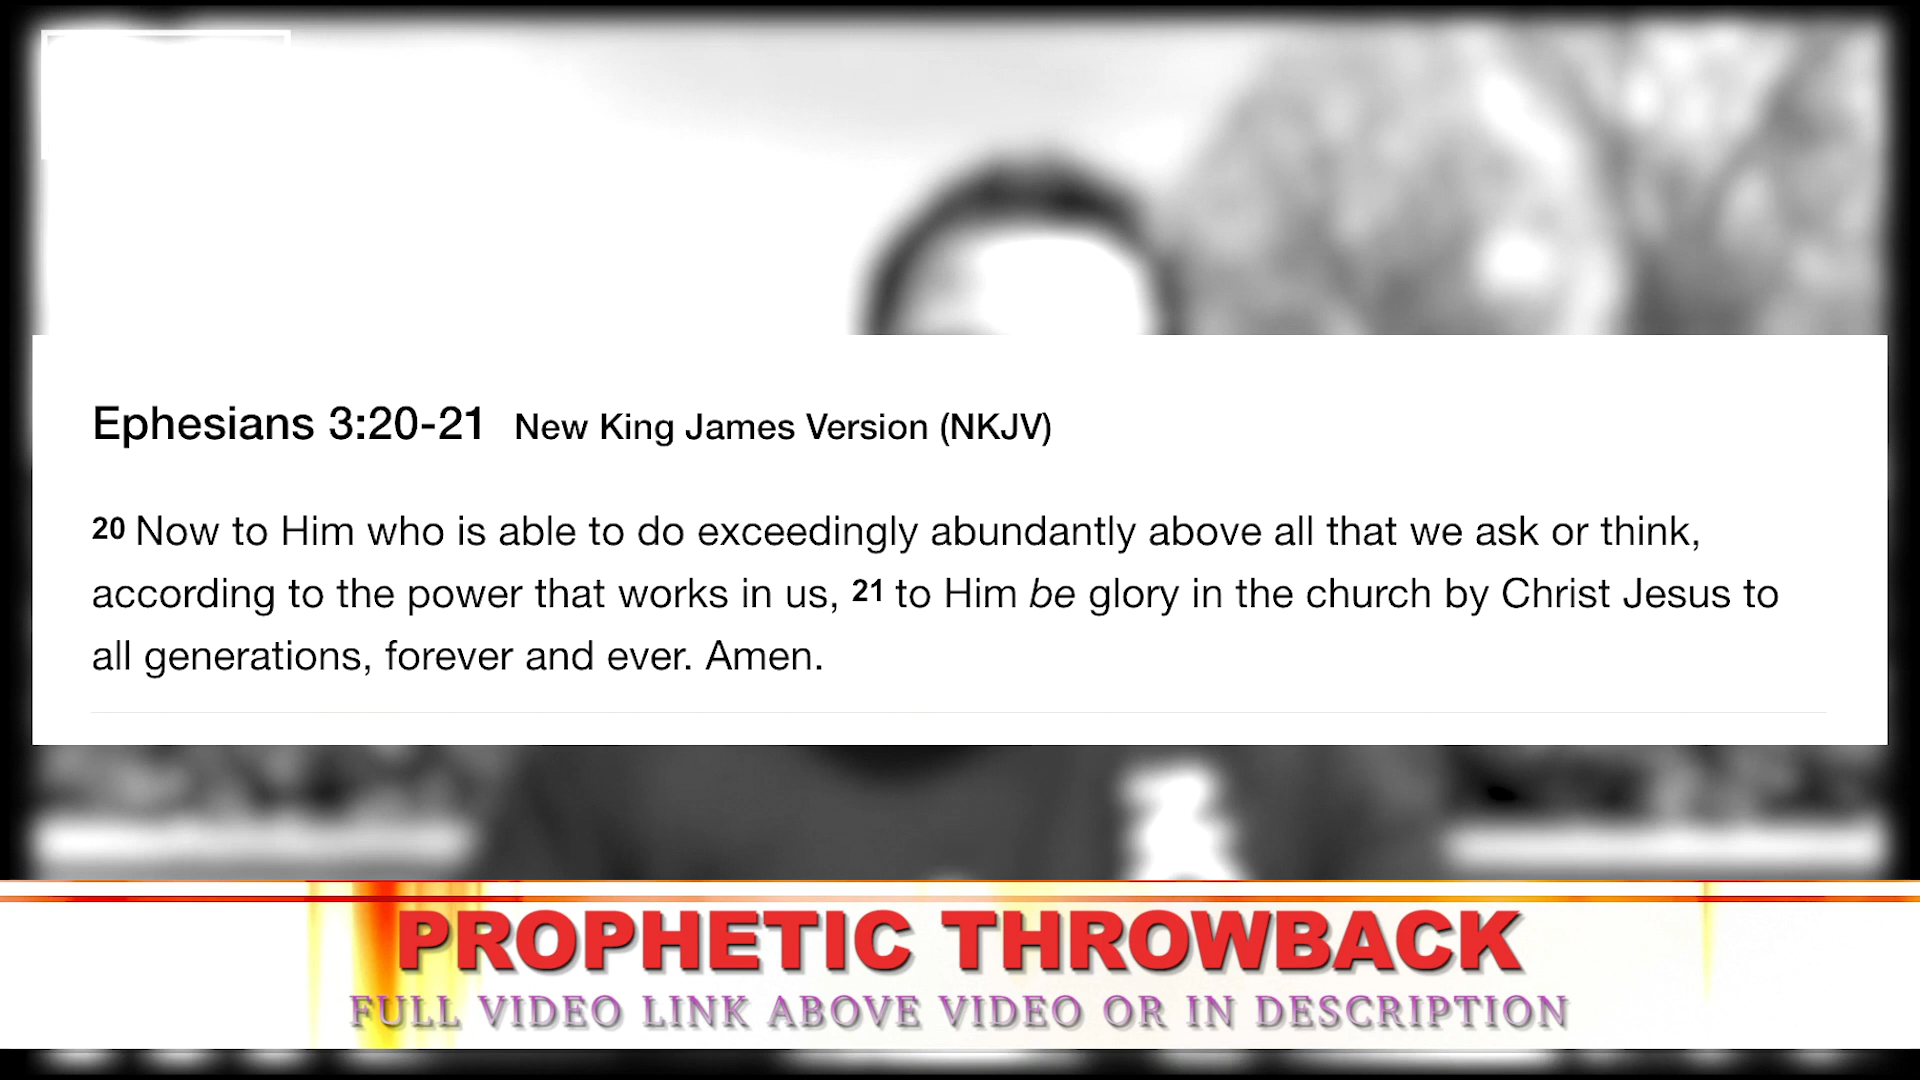 Ephesians 3:20-21 New King James Version (NKJV)
20 Now to Him who is able to do exceedingly abundantly above all that we ask or think,
according to the power that works in us, 21 to Him be glory in the church by Christ Jesus to
all generations, forever and ever. Amen.
PROPHETIC THROWBACK
FULL VIDEO LINK ABOVE VIDEO OR IN DESCRIPTION